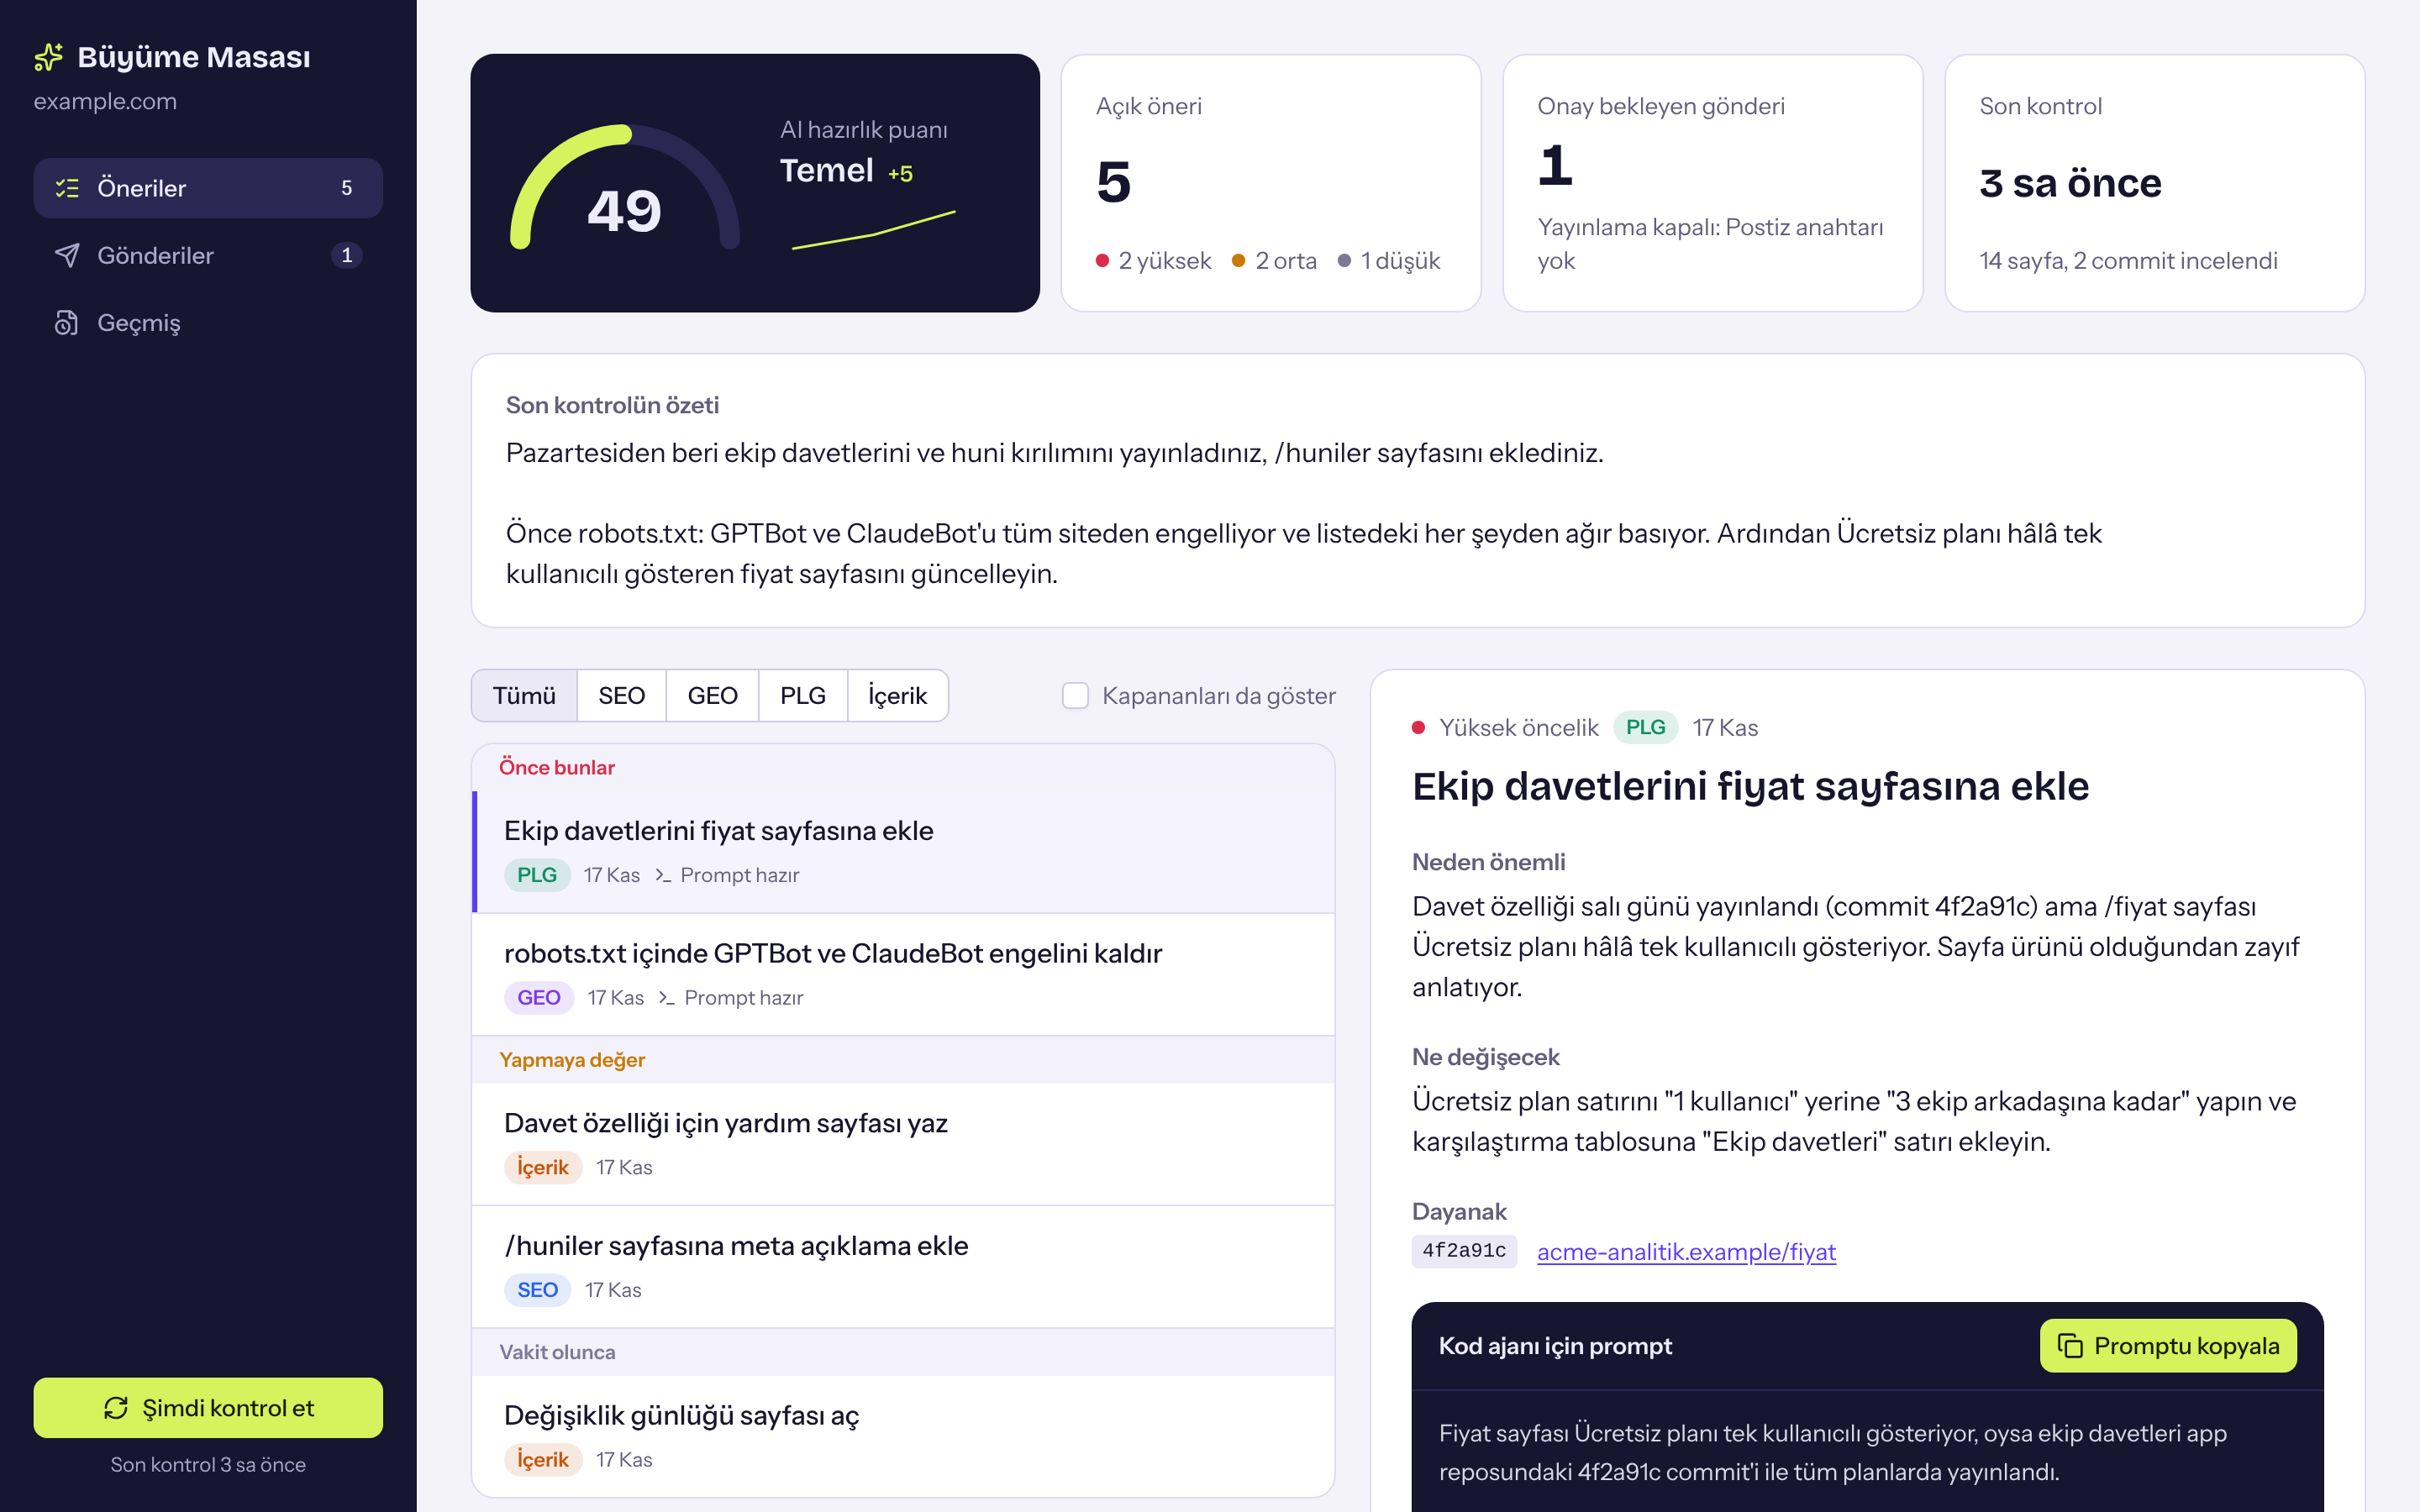 Büyüme Masası
example.com
Öneriler 5
Gönderiler 1
Geçmiş
Şimdi kontrol et
Son kontrol 3 sa önce
49
AI hazırlık puanı
Temel +5
Açık öneri
5
2 yüksek 2 orta 1 düşük
Onay bekleyen gönderi
1
Yayınlama kapalı: Postiz anahtarı
yok
Son kontrol
3 sa önce
14 sayfa, 2 commit incelendi
Son kontrolün özeti
Pazartesiden beri ekip davetlerini ve huni kırılımını yayınladınız, /huniler sayfasını eklediniz.
Önce robots.txt: GPTBot ve ClaudeBot'u tüm siteden engelliyor ve listedeki her şeyden ağır basıyor. Ardından Ücretsiz planı hâlâ tek
kullanıcılı gösteren fiyat sayfasını güncelleyin.
Tümü SEO GEO PLG İçerik
Kapananları da göster
Önce bunlar
Ekip davetlerini fiyat sayfasına ekle
PLG 17 Kas Prompt hazır
robots.txt içinde GPTBot ve ClaudeBot engelini kaldır
GEO 17 Kas Prompt hazır
Yapmaya değer
Davet özelliği için yardım sayfası yaz
İçerik 17 Kas
/huniler sayfasına meta açıklama ekle
SEO 17 Kas
Vakit olunca
Değişiklik günlüğü sayfası aç
İçerik 17 Kas
Yüksek öncelik PLG 17 Kas
Ekip davetlerini fiyat sayfasına ekle
Neden önemli
Davet özelliği salı günü yayınlandı (commit 4f2a91c) ama /fiyat sayfası
Ücretsiz planı hâlâ tek kullanıcılı gösteriyor. Sayfa ürünü olduğundan zayıf
anlatıyor.
Ne değişecek
Ücretsiz plan satırını "1 kullanıcı" yerine "3 ekip arkadaşına kadar" yapın ve
karşılaştırma tablosuna "Ekip davetleri" satırı ekleyin.
Dayanak
4f2a91c acme-analitik.example/fiyat
Kod ajanı için prompt
Promptu kopyala
Fiyat sayfası Ücretsiz planı tek kullanıcılı gösteriyor, oysa ekip davetleri app
reposundaki 4f2a91c commit'i ile tüm planlarda yayınlandı.